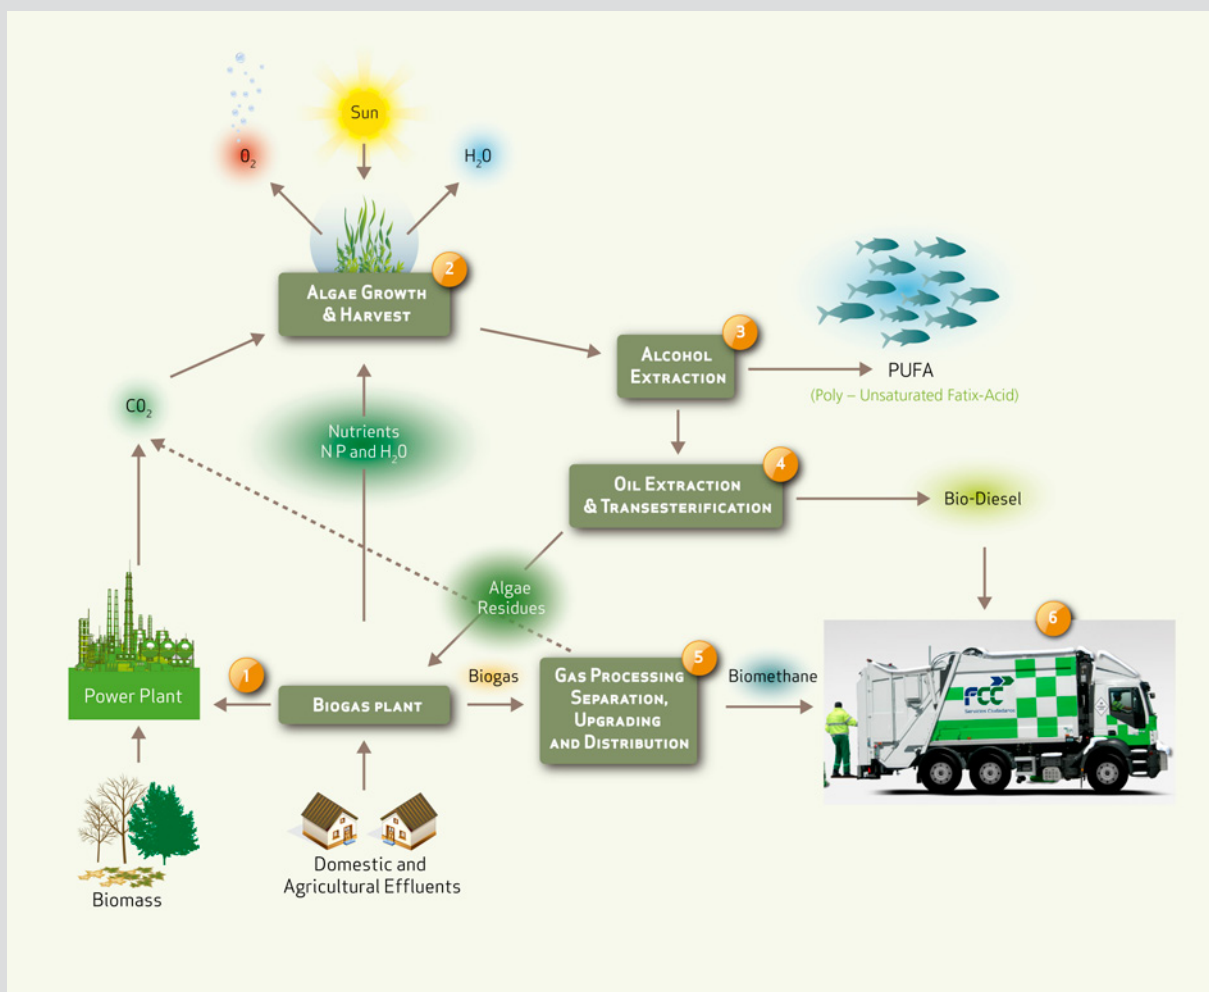 Sun
O₂
H₂O
2
ALGAE GROWTH
& HARVEST
3
ALCOHOL
EXTRACTION
PUFA
(Poly – Unsaturated Fatix-Acid)
CO₂
Nutrients
N P and H₂O
4
OIL EXTRACTION
& TRANSESTERIFICATION
Bio-Diesel
Algae
Residues
6
1
Power Plant
BIOGAS PLANT
Biogas
5
GAS PROCESSING
SEPARATION,
UPGRADING
AND DISTRIBUTION
Biomethane
FCC
Servicios Ciudadanos
Biomass
Domestic and
Agricultural Effluents